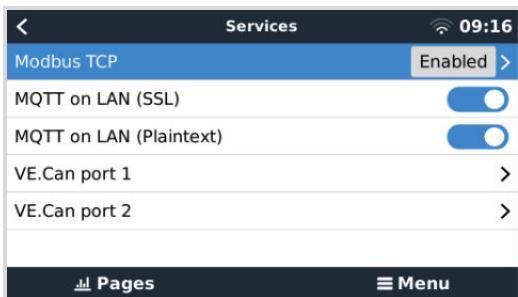 Services 09:16
Modbus TCP Enabled
MQTT on LAN (SSL)
MQTT on LAN (Plaintext)
VE.Can port 1
VE.Can port 2
Pages Menu